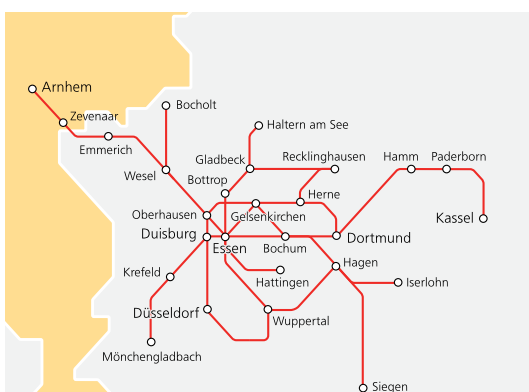 Arnhem
Zevenaar
Bocholt
Haltern am See
Emmerich
Gladbeck
Recklinghausen
Hamm
Paderborn
Wesel
Bottrop
Herne
Oberhausen
Gelsenkirchen
Kassel
Duisburg
Essen
Bochum
Dortmund
Hagen
Krefeld
Hattingen
Iserlohn
Düsseldorf
Wuppertal
Mönchengladbach
Siegen